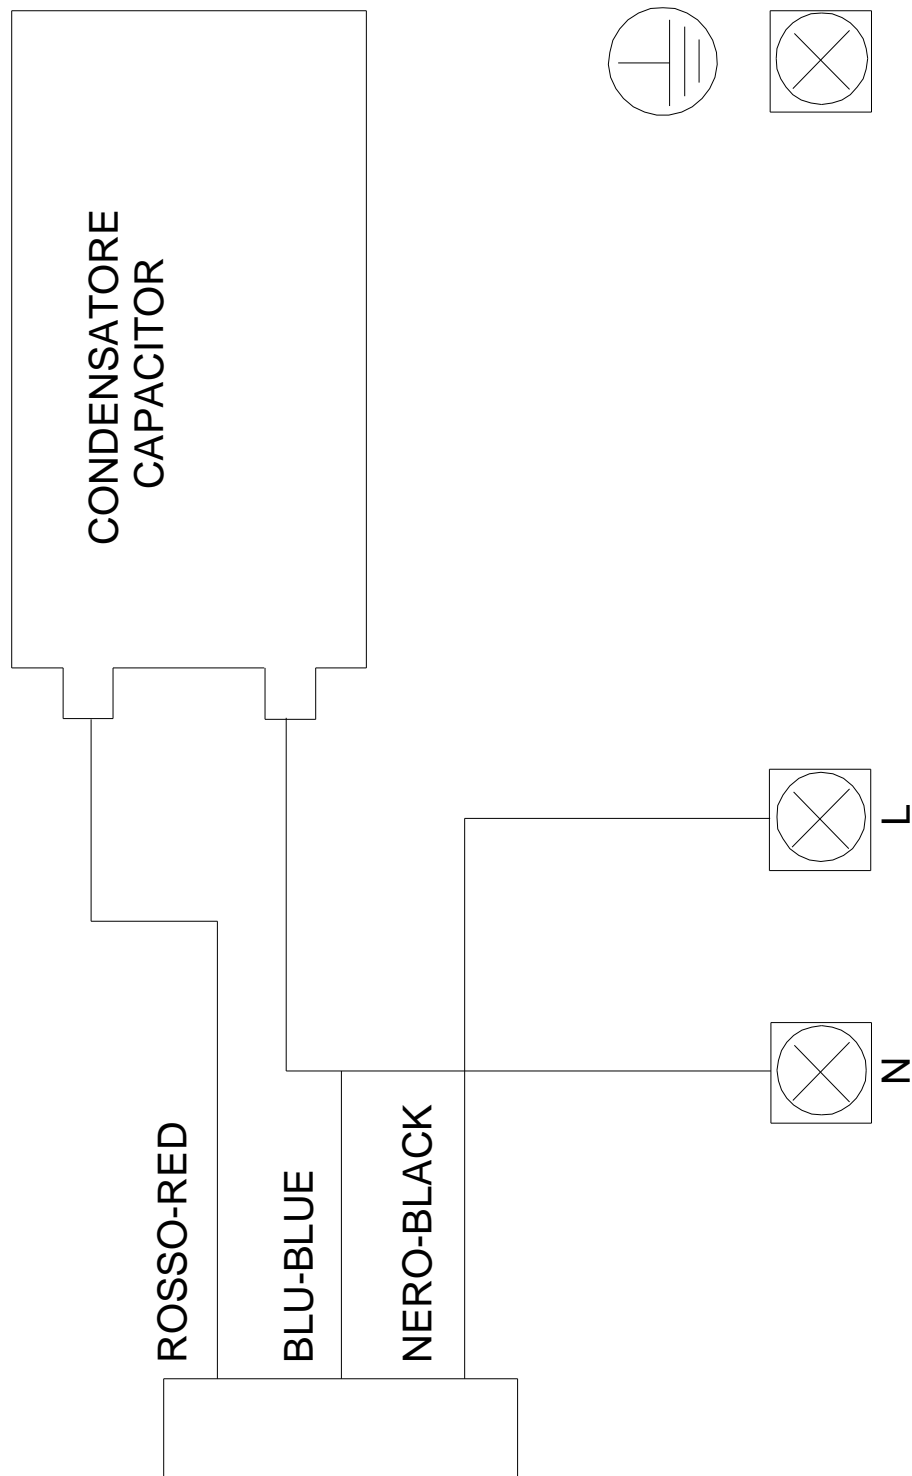 CONDENSATORE
CAPACITOR
L
N
ROSSO-RED
BLU-BLUE
NERO-BLACK